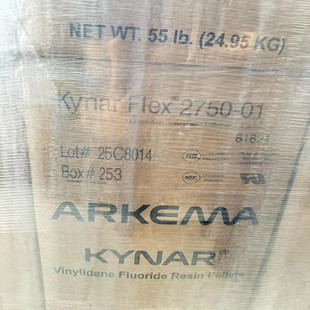 NET WT. 55 lb. (24.95 KG)
Kynar Flex® 2750-01
Lot# 25C8014
Box# 253
ARKEMA
KYNAR®
Vinylidene Fluoride Resin Pellets